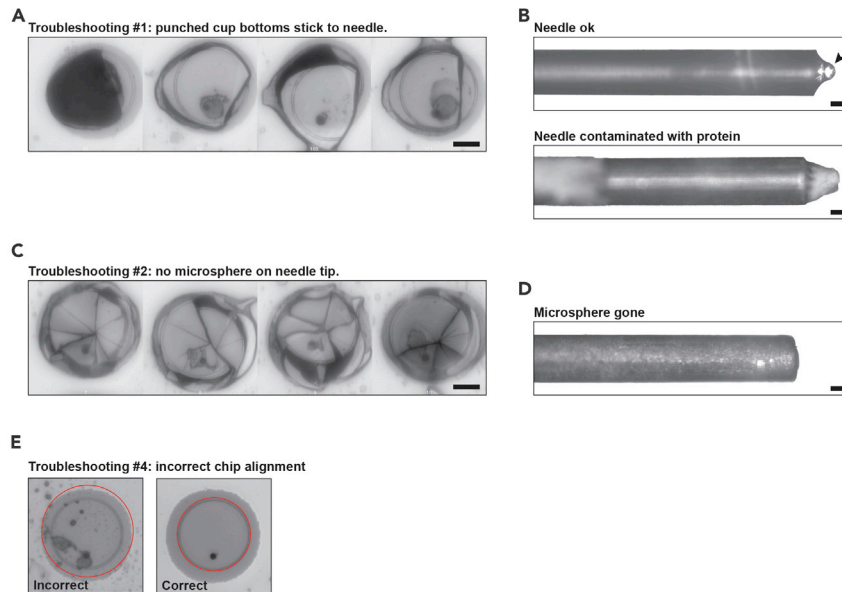 A
Troubleshooting #1: punched cup bottoms stick to needle.
B
Needle ok
Needle contaminated with protein
C
Troubleshooting #2: no microsphere on needle tip.
D
Microsphere gone
E
Troubleshooting #4: incorrect chip alignment
Incorrect
Correct